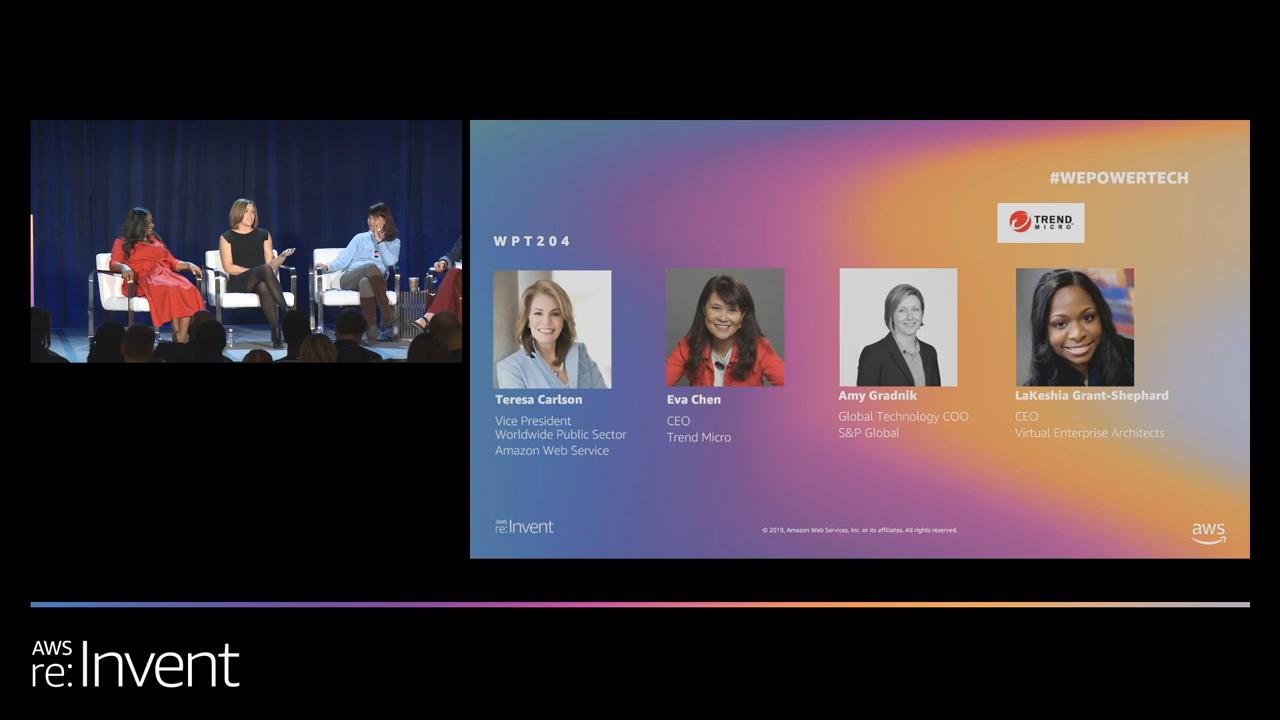 #WEPOWERTECH
TREND
MICRO
WPT204
Teresa Carlson
Vice President
Worldwide Public Sector
Amazon Web Service
Eva Chen
CEO
Trend Micro
Amy Gradnik
Global Technology COO
S&P Global
LaKeshia Grant-Shephard
CEO
Virtual Enterprise Architects
AWS
re:Invent
© 2019, Amazon Web Services, Inc. or its affiliates. All rights reserved.
aws
AWS
re:Invent